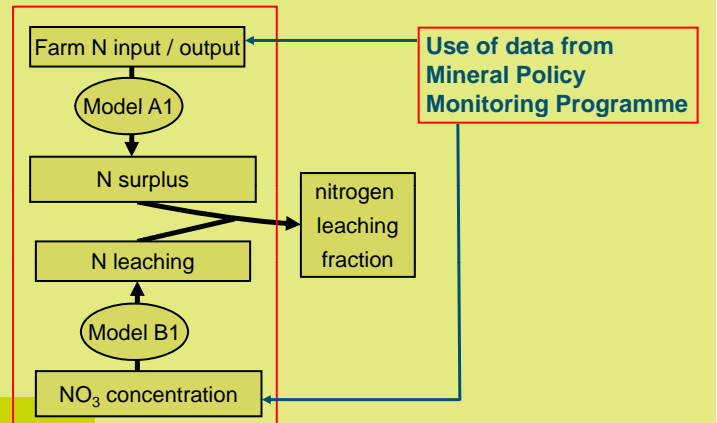 Farm N input / output
Model A1
N surplus
N leaching
Model B1
NO₃ concentration
nitrogen
leaching
fraction
Use of data from
Mineral Policy
Monitoring Programme